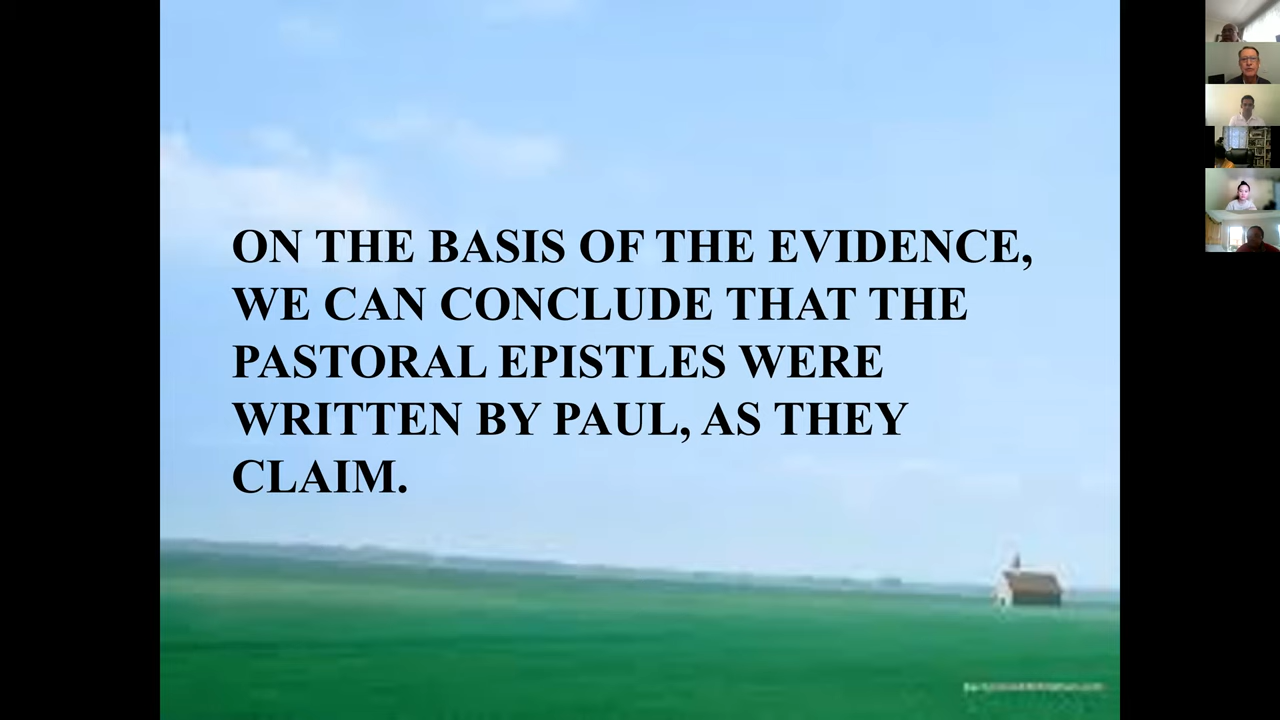 ON THE BASIS OF THE EVIDENCE,
WE CAN CONCLUDE THAT THE
PASTORAL EPISTLES WERE
WRITTEN BY PAUL, AS THEY
CLAIM.